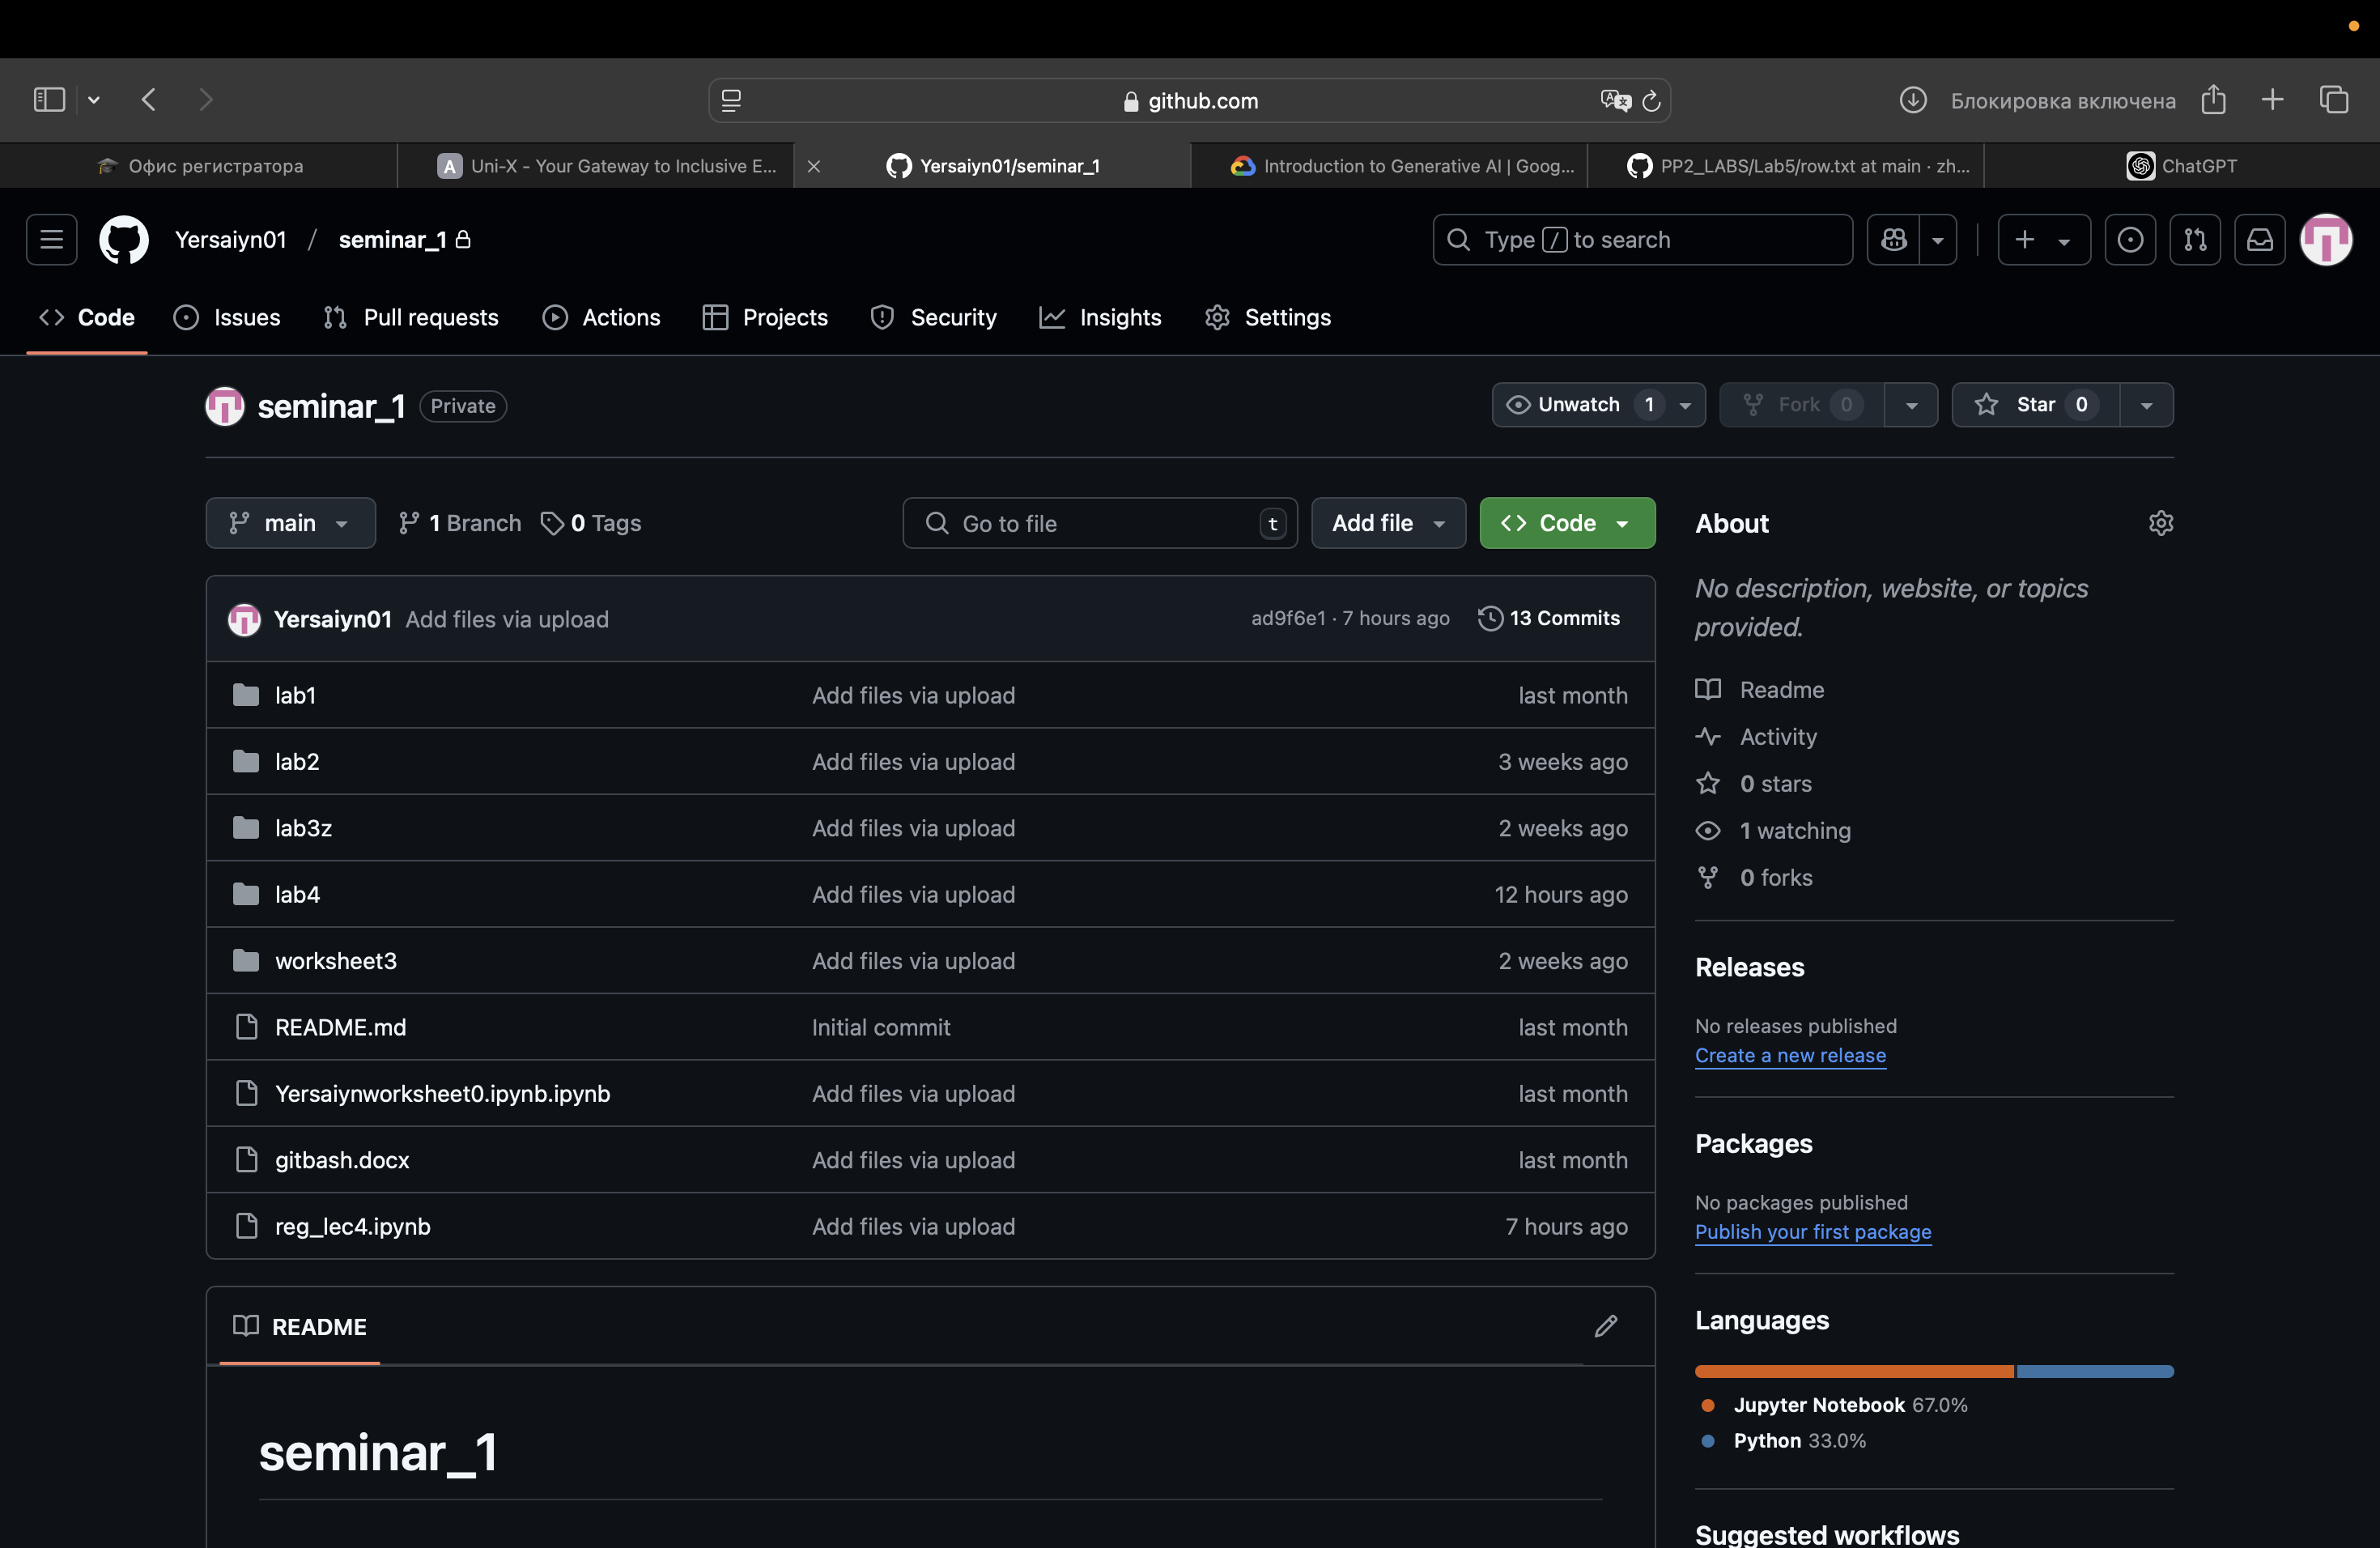 github.com
Блокировка включена
Офис регистратора
Uni-X - Your Gateway to Inclusive E...
Yersaiyn01/seminar_1
Introduction to Generative AI | Goog...
PP2_LABS/Lab5/row.txt at main · zh...
ChatGPT
Yersaiyn01 / seminar_1
Type / to search
Code
Issues
Pull requests
Actions
Projects
Security
Insights
Settings
seminar_1 Private
Unwatch 1
Fork 0
Star 0
main
1 Branch
0 Tags
Go to file t
Add file
Code
Yersaiyn01 Add files via upload
ad9f6e1 · 7 hours ago
13 Commits
lab1 Add files via upload last month
lab2 Add files via upload 3 weeks ago
lab3z Add files via upload 2 weeks ago
lab4 Add files via upload 12 hours ago
worksheet3 Add files via upload 2 weeks ago
README.md Initial commit last month
Yersaiynworksheet0.ipynb.ipynb Add files via upload last month
gitbash.docx Add files via upload last month
reg_lec4.ipynb Add files via upload 7 hours ago
README
seminar_1
About
No description, website, or topics
provided.
Readme
Activity
0 stars
1 watching
0 forks
Releases
No releases published
Create a new release
Packages
No packages published
Publish your first package
Languages
Jupyter Notebook 67.0%
Python 33.0%
Suggested workflows